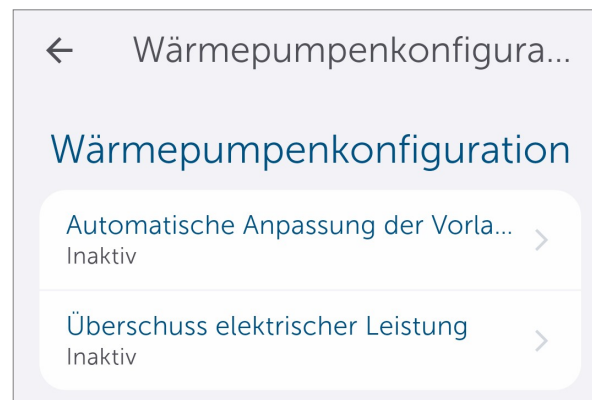 Wärmepumpenkonfigura...
Wärmepumpenkonfiguration
Automatische Anpassung der Vorla...
Inaktiv
Überschuss elektrischer Leistung
Inaktiv